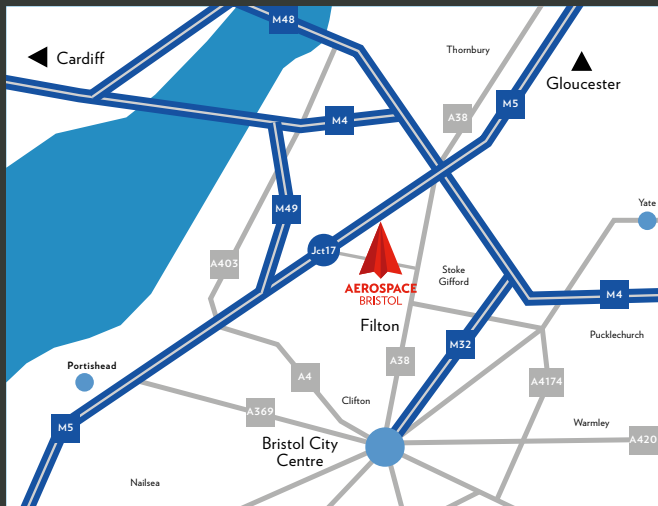 M48
Cardiff
Thornbury
Gloucester
M5
A38
M4
Yate
M49
Jct17
A403
AEROSPACE
BRISTOL
Stoke
Gifford
M4
Filton
Pucklechurch
M32
Portishead
A38
A4
A4174
Clifton
A369
Warmley
M5
A420
Bristol City
Centre
Nailsea